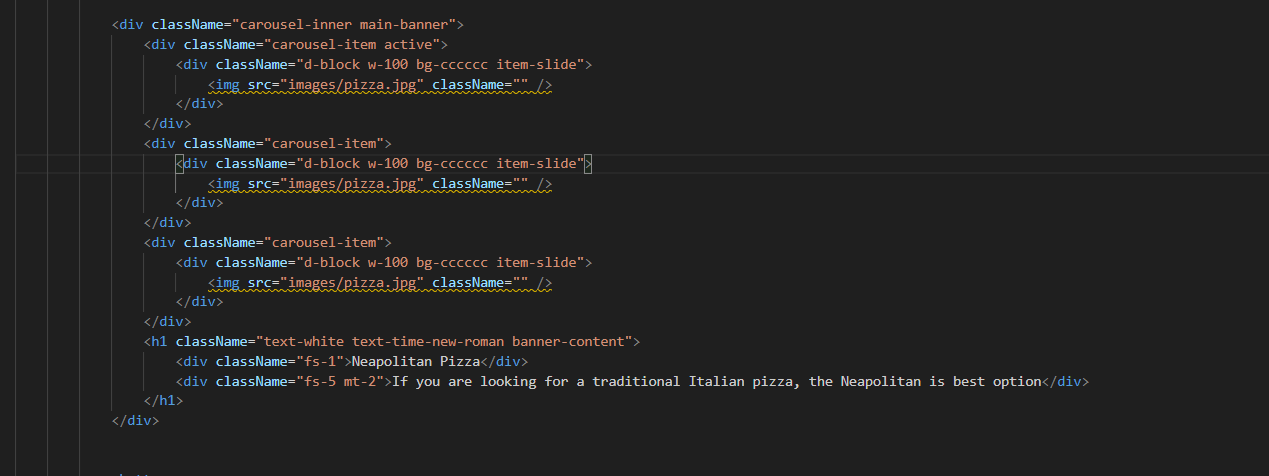 <div className="carousel-inner main-banner">
<div className="carousel-item active">
<div className="d-block w-100 bg-cccccc item-slide">
<img src="images/pizza.jpg" className="" />
</div>
</div>
<div className="carousel-item">
<div className="d-block w-100 bg-cccccc item-slide">
<img src="images/pizza.jpg" className="" />
</div>
</div>
<div className="carousel-item">
<div className="d-block w-100 bg-cccccc item-slide">
<img src="images/pizza.jpg" className="" />
</div>
</div>
<h1 className="text-white text-time-new-roman banner-content">
<div className="fs-1">Neapolitan Pizza</div>
<div className="fs-5 mt-2">If you are looking for a traditional Italian pizza, the Neapolitan is best option</div>
</h1>
</div>